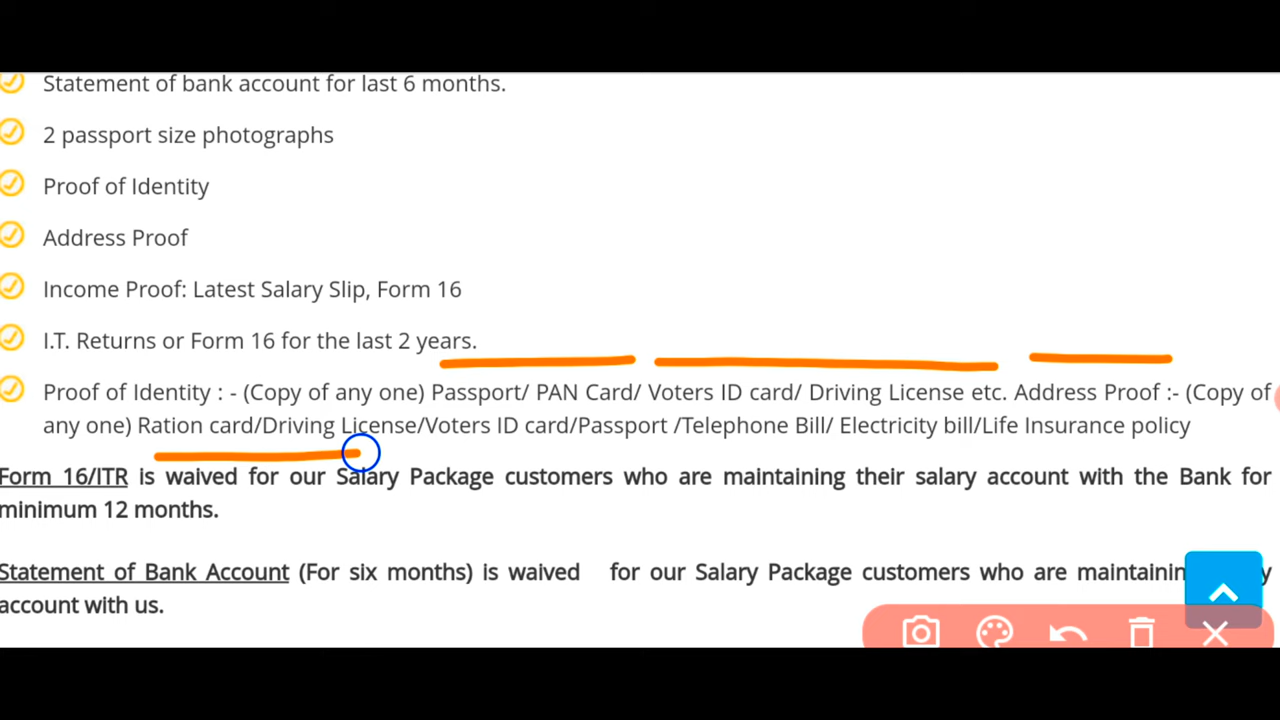 Statement of bank account for last 6 months.
2 passport size photographs
Proof of Identity
Address Proof
Income Proof: Latest Salary Slip, Form 16
I.T. Returns or Form 16 for the last 2 years.
Proof of Identity : - (Copy of any one) Passport/ PAN Card/ Voters ID card/ Driving License etc. Address Proof :- (Copy of
any one) Ration card/Driving License/Voters ID card/Passport /Telephone Bill/ Electricity bill/Life Insurance policy
Form 16/ITR is waived for our Salary Package customers who are maintaining their salary account with the Bank for
minimum 12 months.
Statement of Bank Account (For six months) is waived for our Salary Package customers who are
account with us.